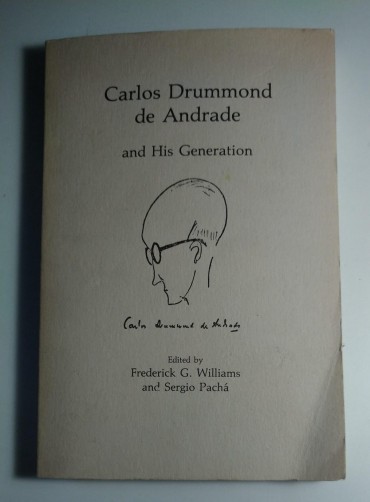 Carlos Drummond
de Andrade
and His Generation
Carlos Drummond de Andrade
Edited by
Frederick G. Williams
and Sergio Pachá